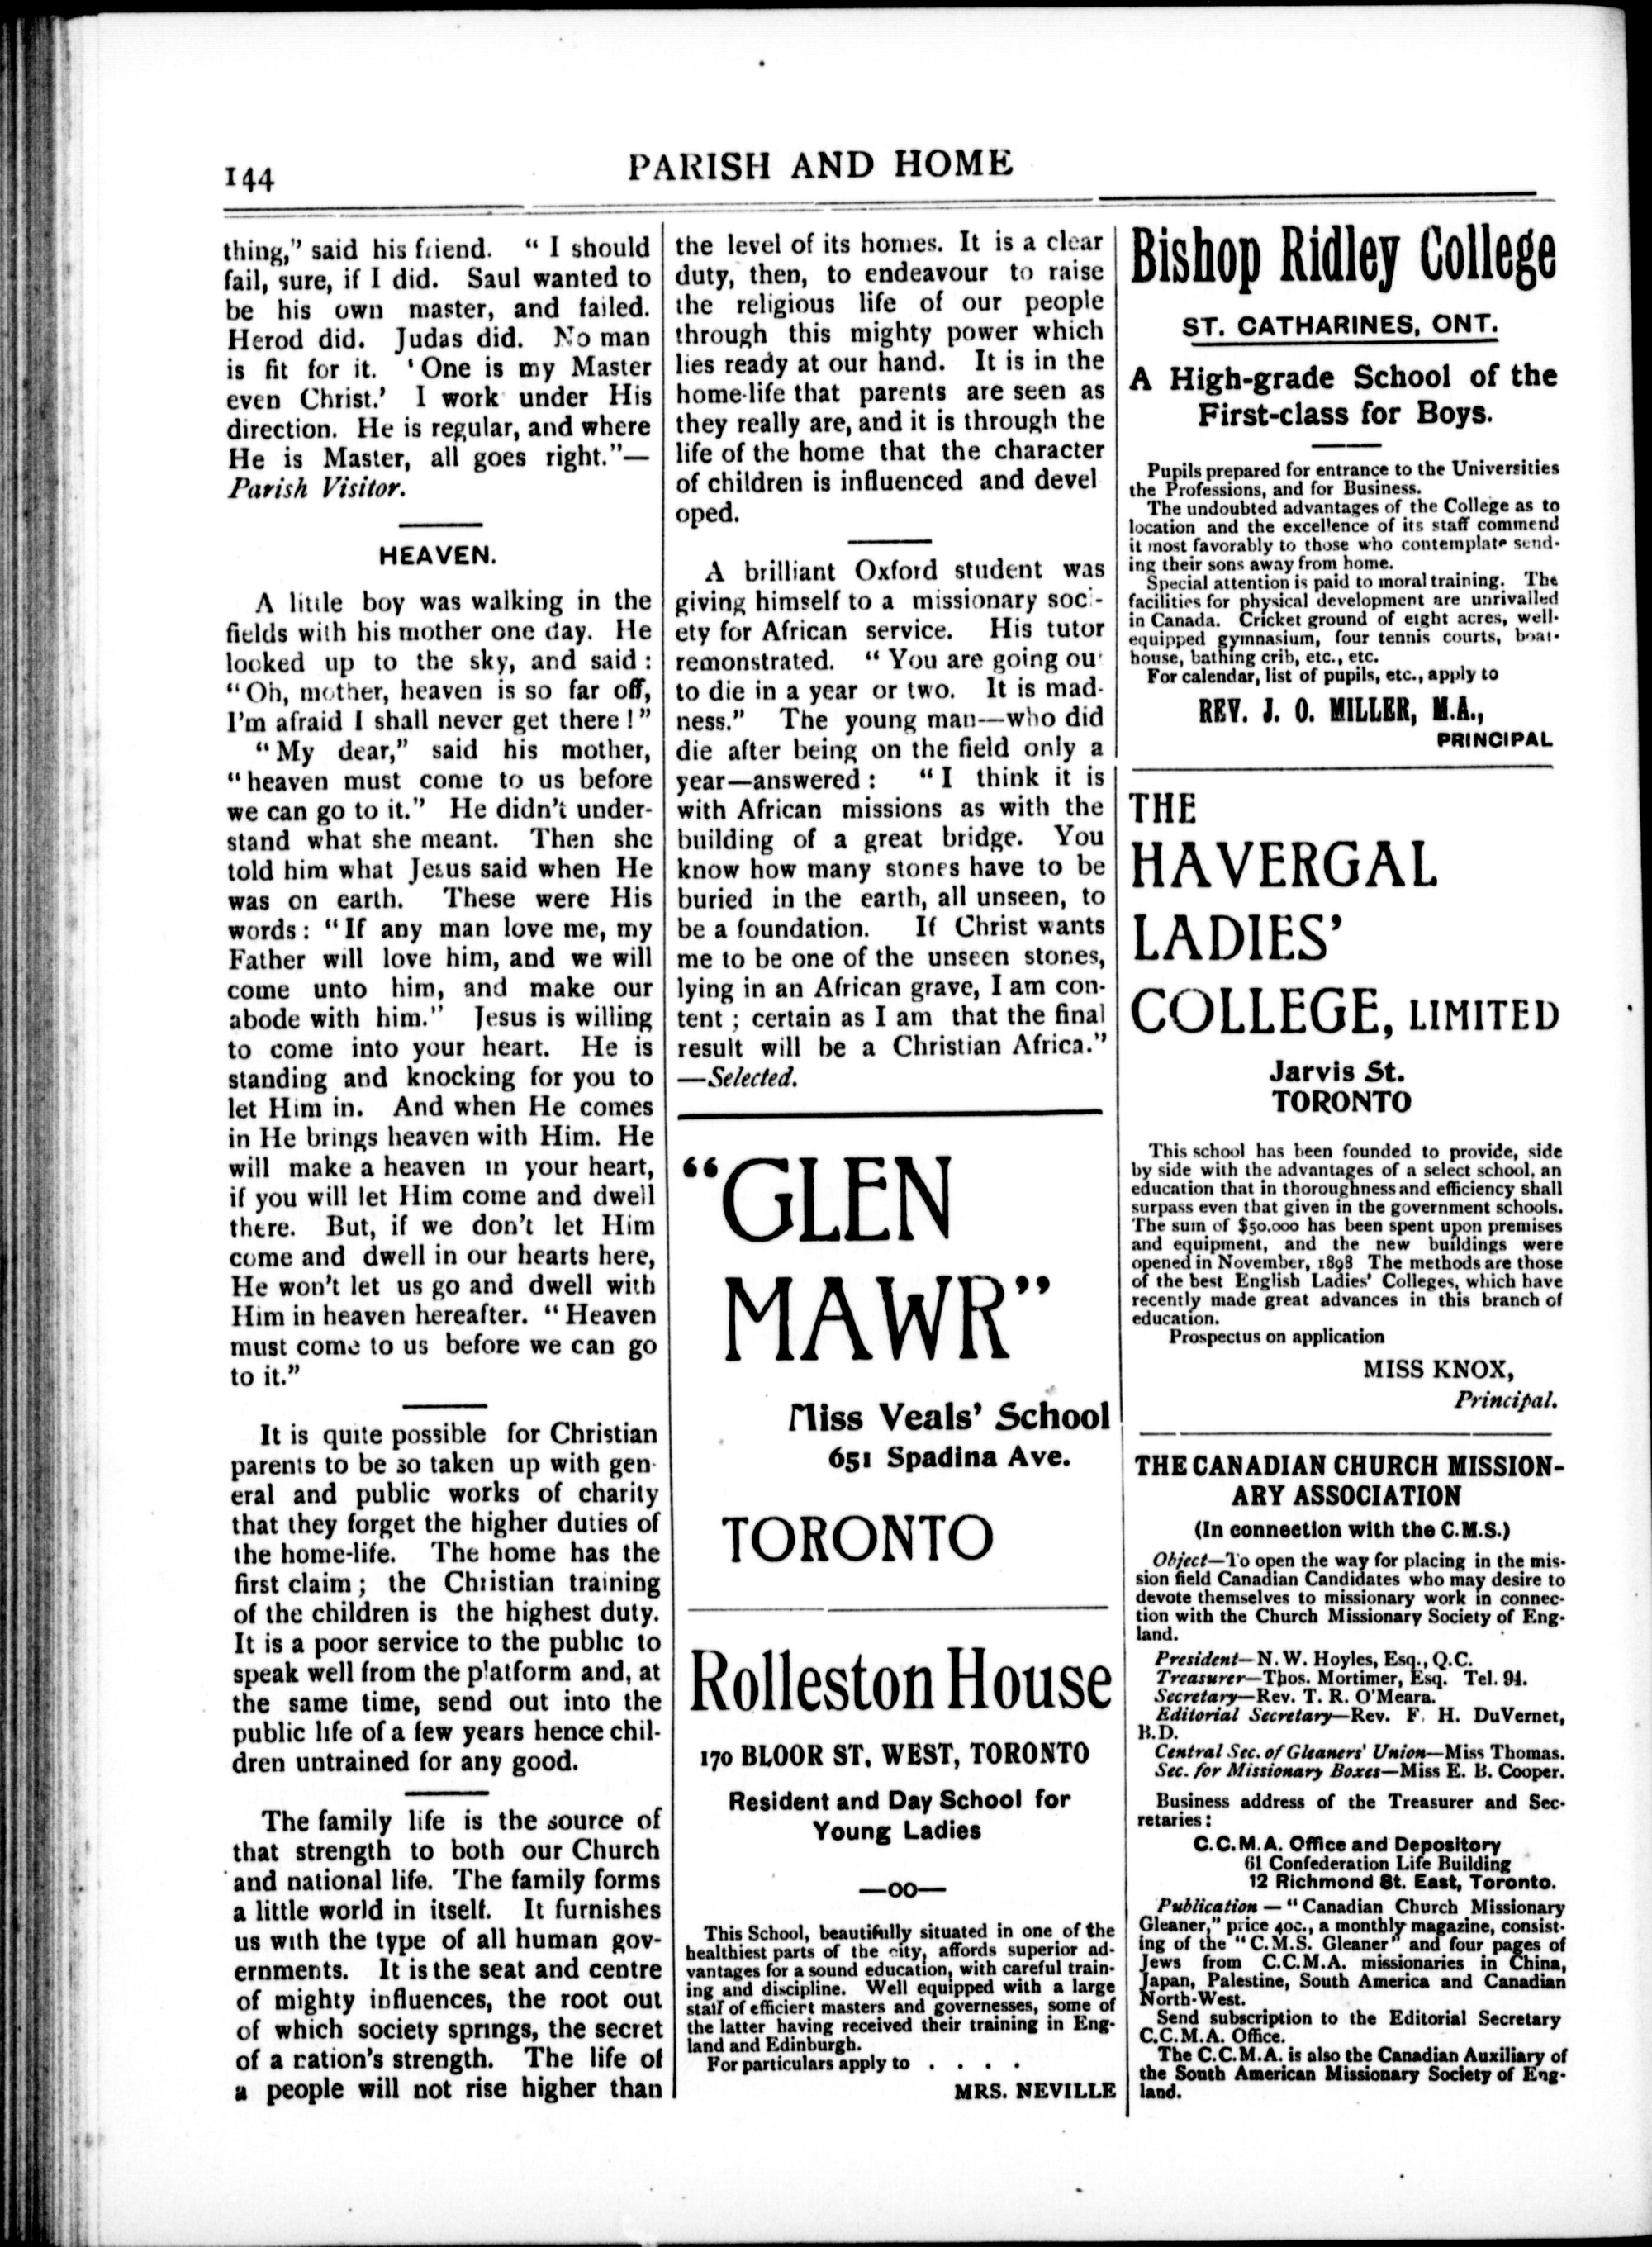 144
PARISH AND HOME
thing,” said his friend. “ I should
fail, sure, if I did. Saul wanted to
be his own master, and failed.
Herod did. Judas did. No man
is fit for it. ‘ One is my Master
even Christ.’ I work under His
direction. He is regular, and where
He is Master, all goes right.”—
Parish Visitor.
HEAVEN.
A little boy was walking in the
fields with his mother one day. He
looked up to the sky, and said :
“ Oh, mother, heaven is so far off,
I’m afraid I shall never get there ! ”
“ My dear,” said his mother,
“ heaven must come to us before
we can go to it.” He didn’t under-
stand what she meant. Then she
told him what Jesus said when He
was on earth. These were His
words : “ If any man love me, my
Father will love him, and we will
come unto him, and make our
abode with him.” Jesus is willing
to come into your heart. He is
standing and knocking for you to
let Him in. And when He comes
in He brings heaven with Him. He
will make a heaven in your heart,
if you will let Him come and dwell
there. But, if we don’t let Him
come and dwell in our hearts here,
He won’t let us go and dwell with
Him in heaven hereafter. “ Heaven
must come to us before we can go
to it.”
It is quite possible for Christian
parents to be so taken up with gen-
eral and public works of charity
that they forget the higher duties of
the home-life. The home has the
first claim ; the Christian training
of the children is the highest duty.
It is a poor service to the public to
speak well from the platform and, at
the same time, send out into the
public life of a few years hence chil-
dren untrained for any good.
The family life is the source of
that strength to both our Church
and national life. The family forms
a little world in itself. It furnishes
us with the type of all human gov-
ernments. It is the seat and centre
of mighty influences, the root out
of which society springs, the secret
of a nation’s strength. The life of
a people will not rise higher than
the level of its homes. It is a clear
duty, then, to endeavour to raise
the religious life of our people
through this mighty power which
lies ready at our hand. It is in the
home-life that parents are seen as
they really are, and it is through the
life of the home that the character
of children is influenced and devel
oped.
A brilliant Oxford student was
giving himself to a missionary soci-
ety for African service. His tutor
remonstrated. “ You are going ou
to die in a year or two. It is mad-
ness.” The young man—who did
die after being on the field only a
year—answered : “ I think it is
with African missions as with the
building of a great bridge. You
know how many stones have to be
buried in the earth, all unseen, to
be a foundation. If Christ wants
me to be one of the unseen stones,
lying in an African grave, I am con-
tent ; certain as I am that the final
result will be a Christian Africa.”
—Selected.
“GLEN
MAWR”
Miss Veals’ School
651 Spadina Ave.
TORONTO
Rolleston House
170 BLOOR ST. WEST, TORONTO
Resident and Day School for
Young Ladies
—oo—
This School, beautifully situated in one of the
healthiest parts of the city, affords superior ad-
vantages for a sound education, with careful train-
ing and discipline. Well equipped with a large
staff of efficient masters and governesses, some of
the latter having received their training in Eng-
land and Edinburgh.
For particulars apply to . . . .
MRS. NEVILLE
Bishop Ridley College
ST. CATHARINES, ONT.
A High-grade School of the
First-class for Boys.
Pupils prepared for entrance to the Universities
the Professions, and for Business.
The undoubted advantages of the College as to
location and the excellence of its staff commend
it most favorably to those who contemplate send-
ing their sons away from home.
Special attention is paid to moral training. The
facilities for physical development are unrivalled
in Canada. Cricket ground of eight acres, well-
equipped gymnasium, four tennis courts, boat-
house, bathing crib, etc., etc.
For calendar, list of pupils, etc., apply to
REV. J. O. MILLER, M.A.,
PRINCIPAL
THE
HAVERGAL
LADIES’
COLLEGE, LIMITED
Jarvis St.
TORONTO
This school has been founded to provide, side
by side with the advantages of a select school, an
education that in thoroughness and efficiency shall
surpass even that given in the government schools.
The sum of $50,000 has been spent upon premises
and equipment, and the new buildings were
opened in November, 1898 The methods are those
of the best English Ladies’ Colleges, which have
recently made great advances in this branch of
education.
Prospectus on application
MISS KNOX,
Principal.
THE CANADIAN CHURCH MISSION-
ARY ASSOCIATION
(In connection with the C.M.S.)
Object—To open the way for placing in the mis-
sion field Canadian Candidates who may desire to
devote themselves to missionary work in connec-
tion with the Church Missionary Society of Eng-
land.
President—N. W. Hoyles, Esq., Q.C.
Treasurer—Thos. Mortimer, Esq. Tel. 94.
Secretary—Rev. T. R. O’Meara.
Editorial Secretary—Rev. F. H. DuVernet,
B.D.
Central Sec. of Gleaners’ Union—Miss Thomas.
Sec. for Missionary Boxes—Miss E. B. Cooper.
Business address of the Treasurer and Sec-
retaries :
C.C.M.A. Office and Depository
61 Confederation Life Building
12 Richmond St. East, Toronto.
Publication — “ Canadian Church Missionary
Gleaner,” price 40c., a monthly magazine, consist-
ing of the “ C.M.S. Gleaner ” and four pages of
Jews from C.C.M.A. missionaries in China,
Japan, Palestine, South America and Canadian
North-West.
Send subscription to the Editorial Secretary
C.C.M.A. Office.
The C.C.M.A. is also the Canadian Auxiliary of
the South American Missionary Society of Eng-
land.